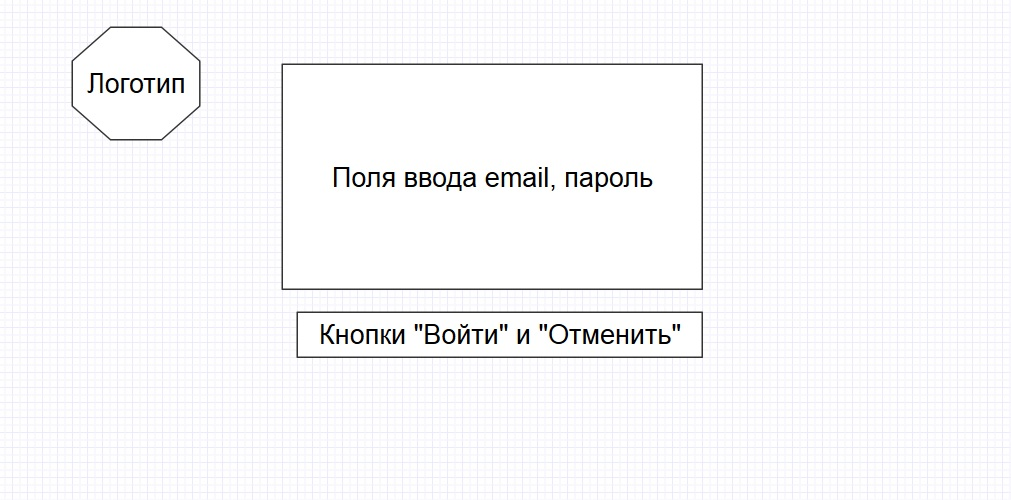 Логотип
Поля ввода email, пароль
Кнопки "Войти" и "Отменить"